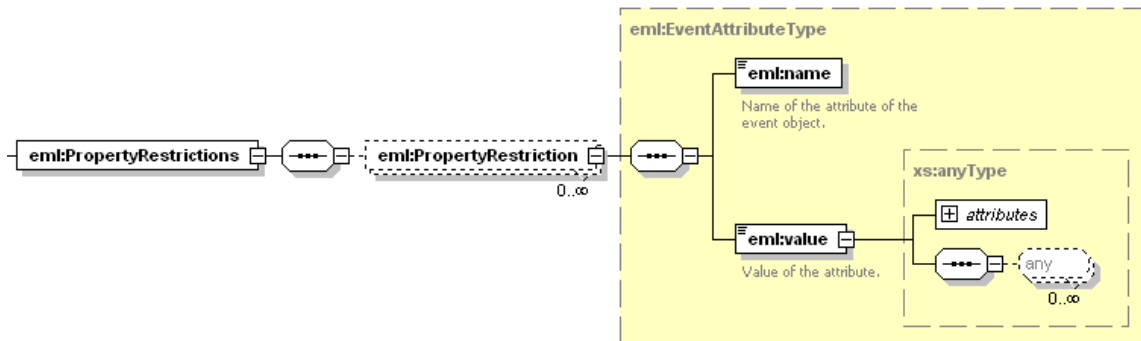 eml:EventAttributeType
eml:name
Name of the attribute of the
event object.
eml:PropertyRestrictions
eml:PropertyRestriction
0..∞
xs:anyType
attributes
eml:value
Value of the attribute.
any
0..∞